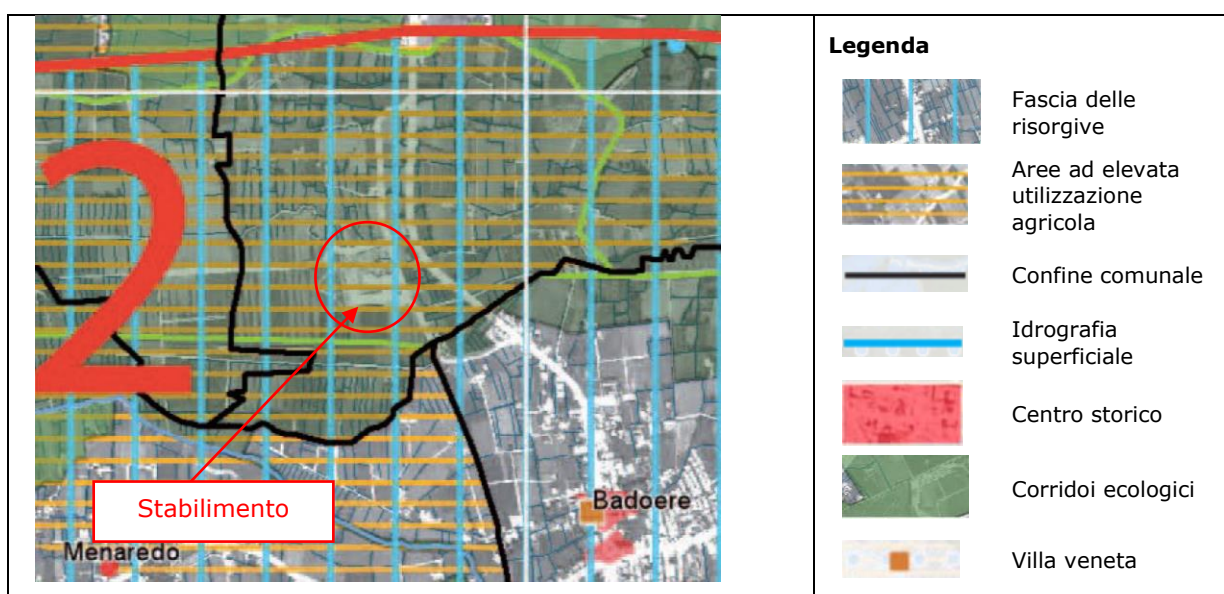 2
Stabilimento
Badoere
Menaredo
Legenda
Fascia delle
risorgive
Aree ad elevata
utilizzazione
agricola
Confine comunale
Idrografia
superficiale
Centro storico
Corridoi ecologici
Villa veneta